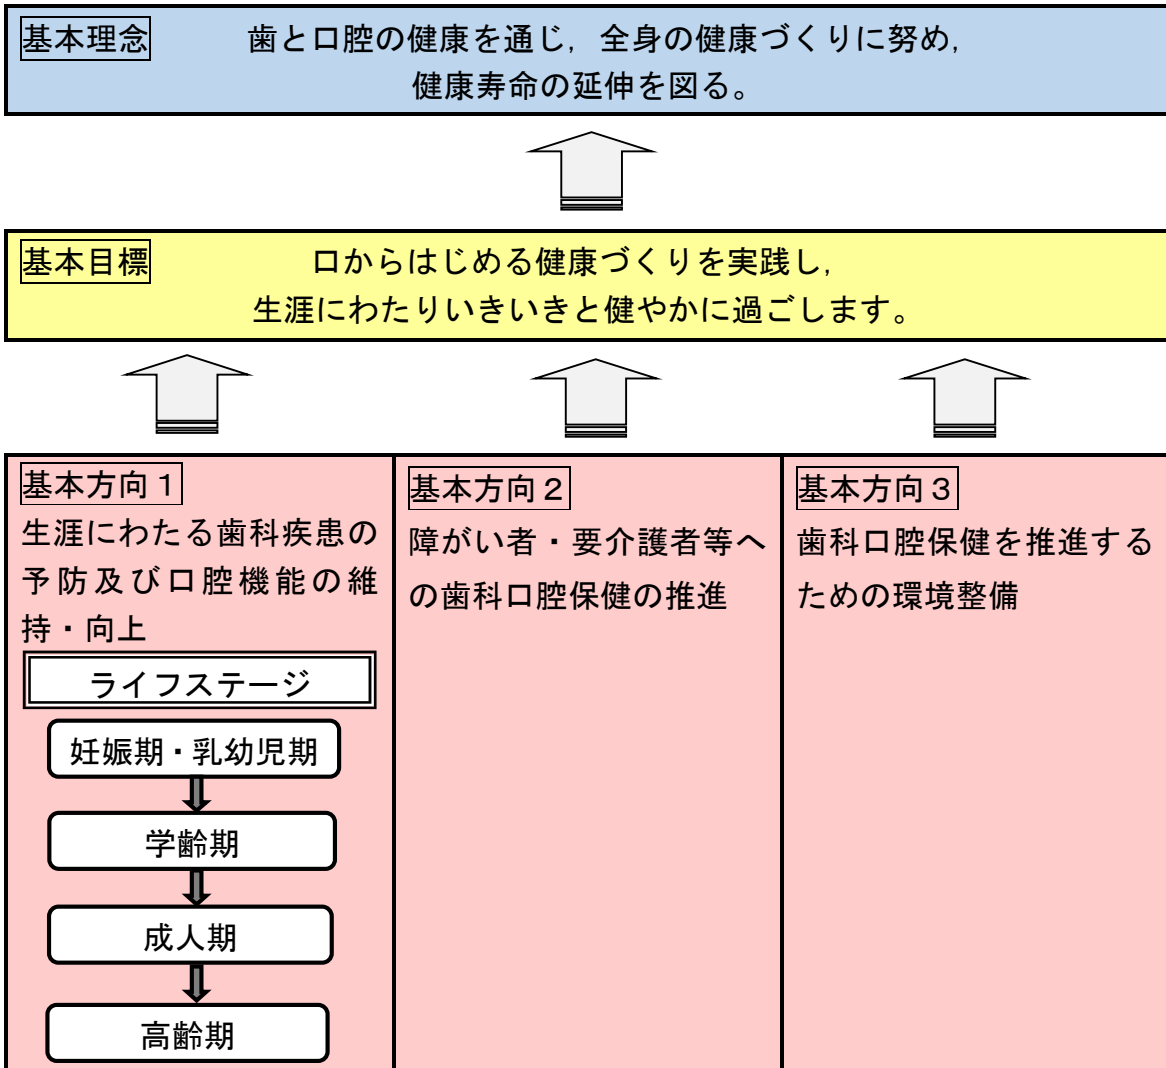 基本理念 歯と口腔の健康を通じ，全身の健康づくりに努め，
健康寿命の延伸を図る。
基本目標 口からはじめる健康づくりを実践し，
生涯にわたりいきいきと健やかに過ごします。
基本方向１
生涯にわたる歯科疾患の
予防及び口腔機能の維
持・向上
ライフステージ
妊娠期・乳幼児期
学齢期
成人期
高齢期
基本方向２
障がい者・要介護者等へ
の歯科口腔保健の推進
基本方向３
歯科口腔保健を推進する
ための環境整備